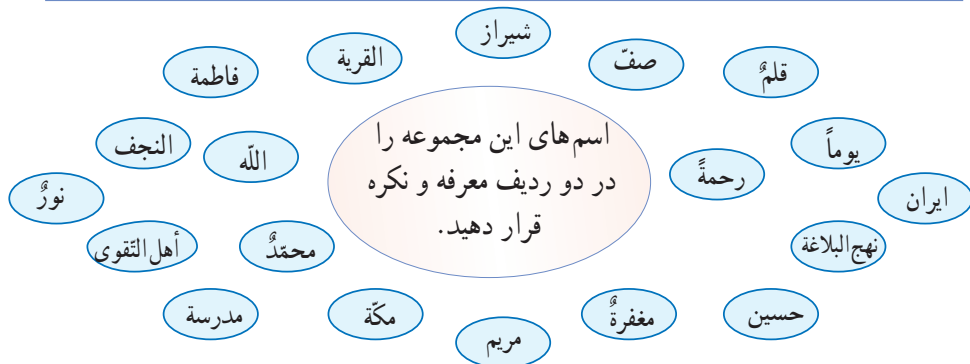 شیراز
صفّ
القریة
قلمٌ
فاطمة
یوماً
النجف
اللّه
رحمةً
ایران
نورٌ
اسم‌های این مجموعه را
در دو ردیف معرفه و نکره
قرار دهید.
نهج‌البلاغة
محمّدٌ
أهل‌التّقوی
حسین
مغفرةٌ
مکّة
مدرسة
مریم